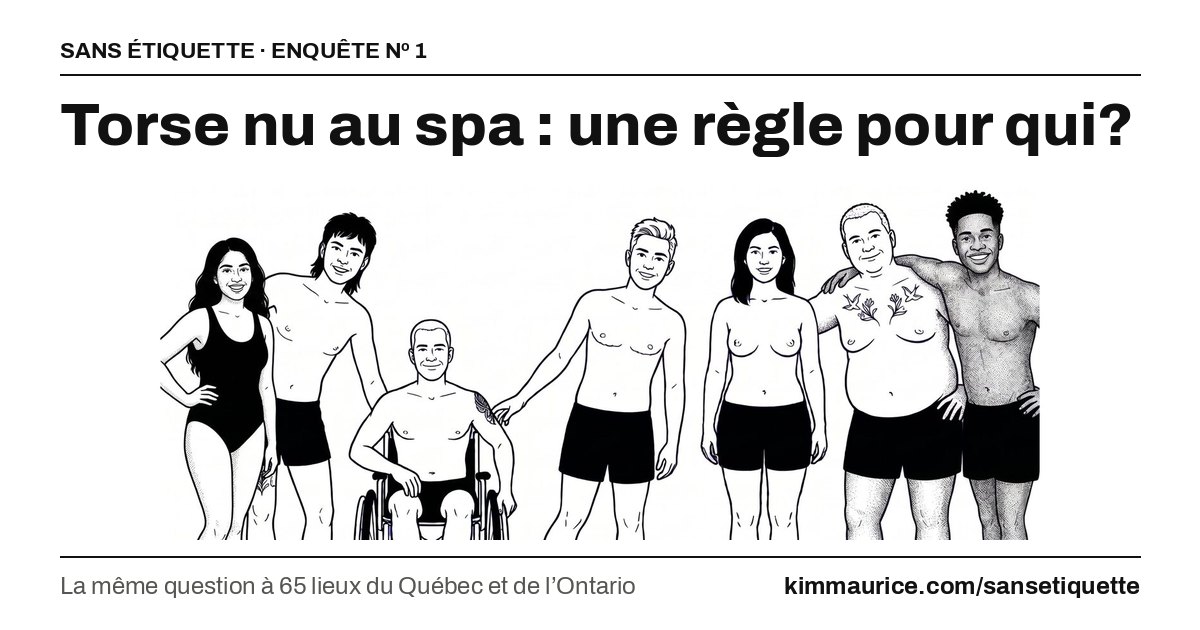 SANS ÉTIQUETTE · ENQUÊTE Nº 1
Torse nu au spa : une règle pour qui?
La même question à 65 lieux du Québec et de l’Ontario
kimmaurice.com/sansetiquette